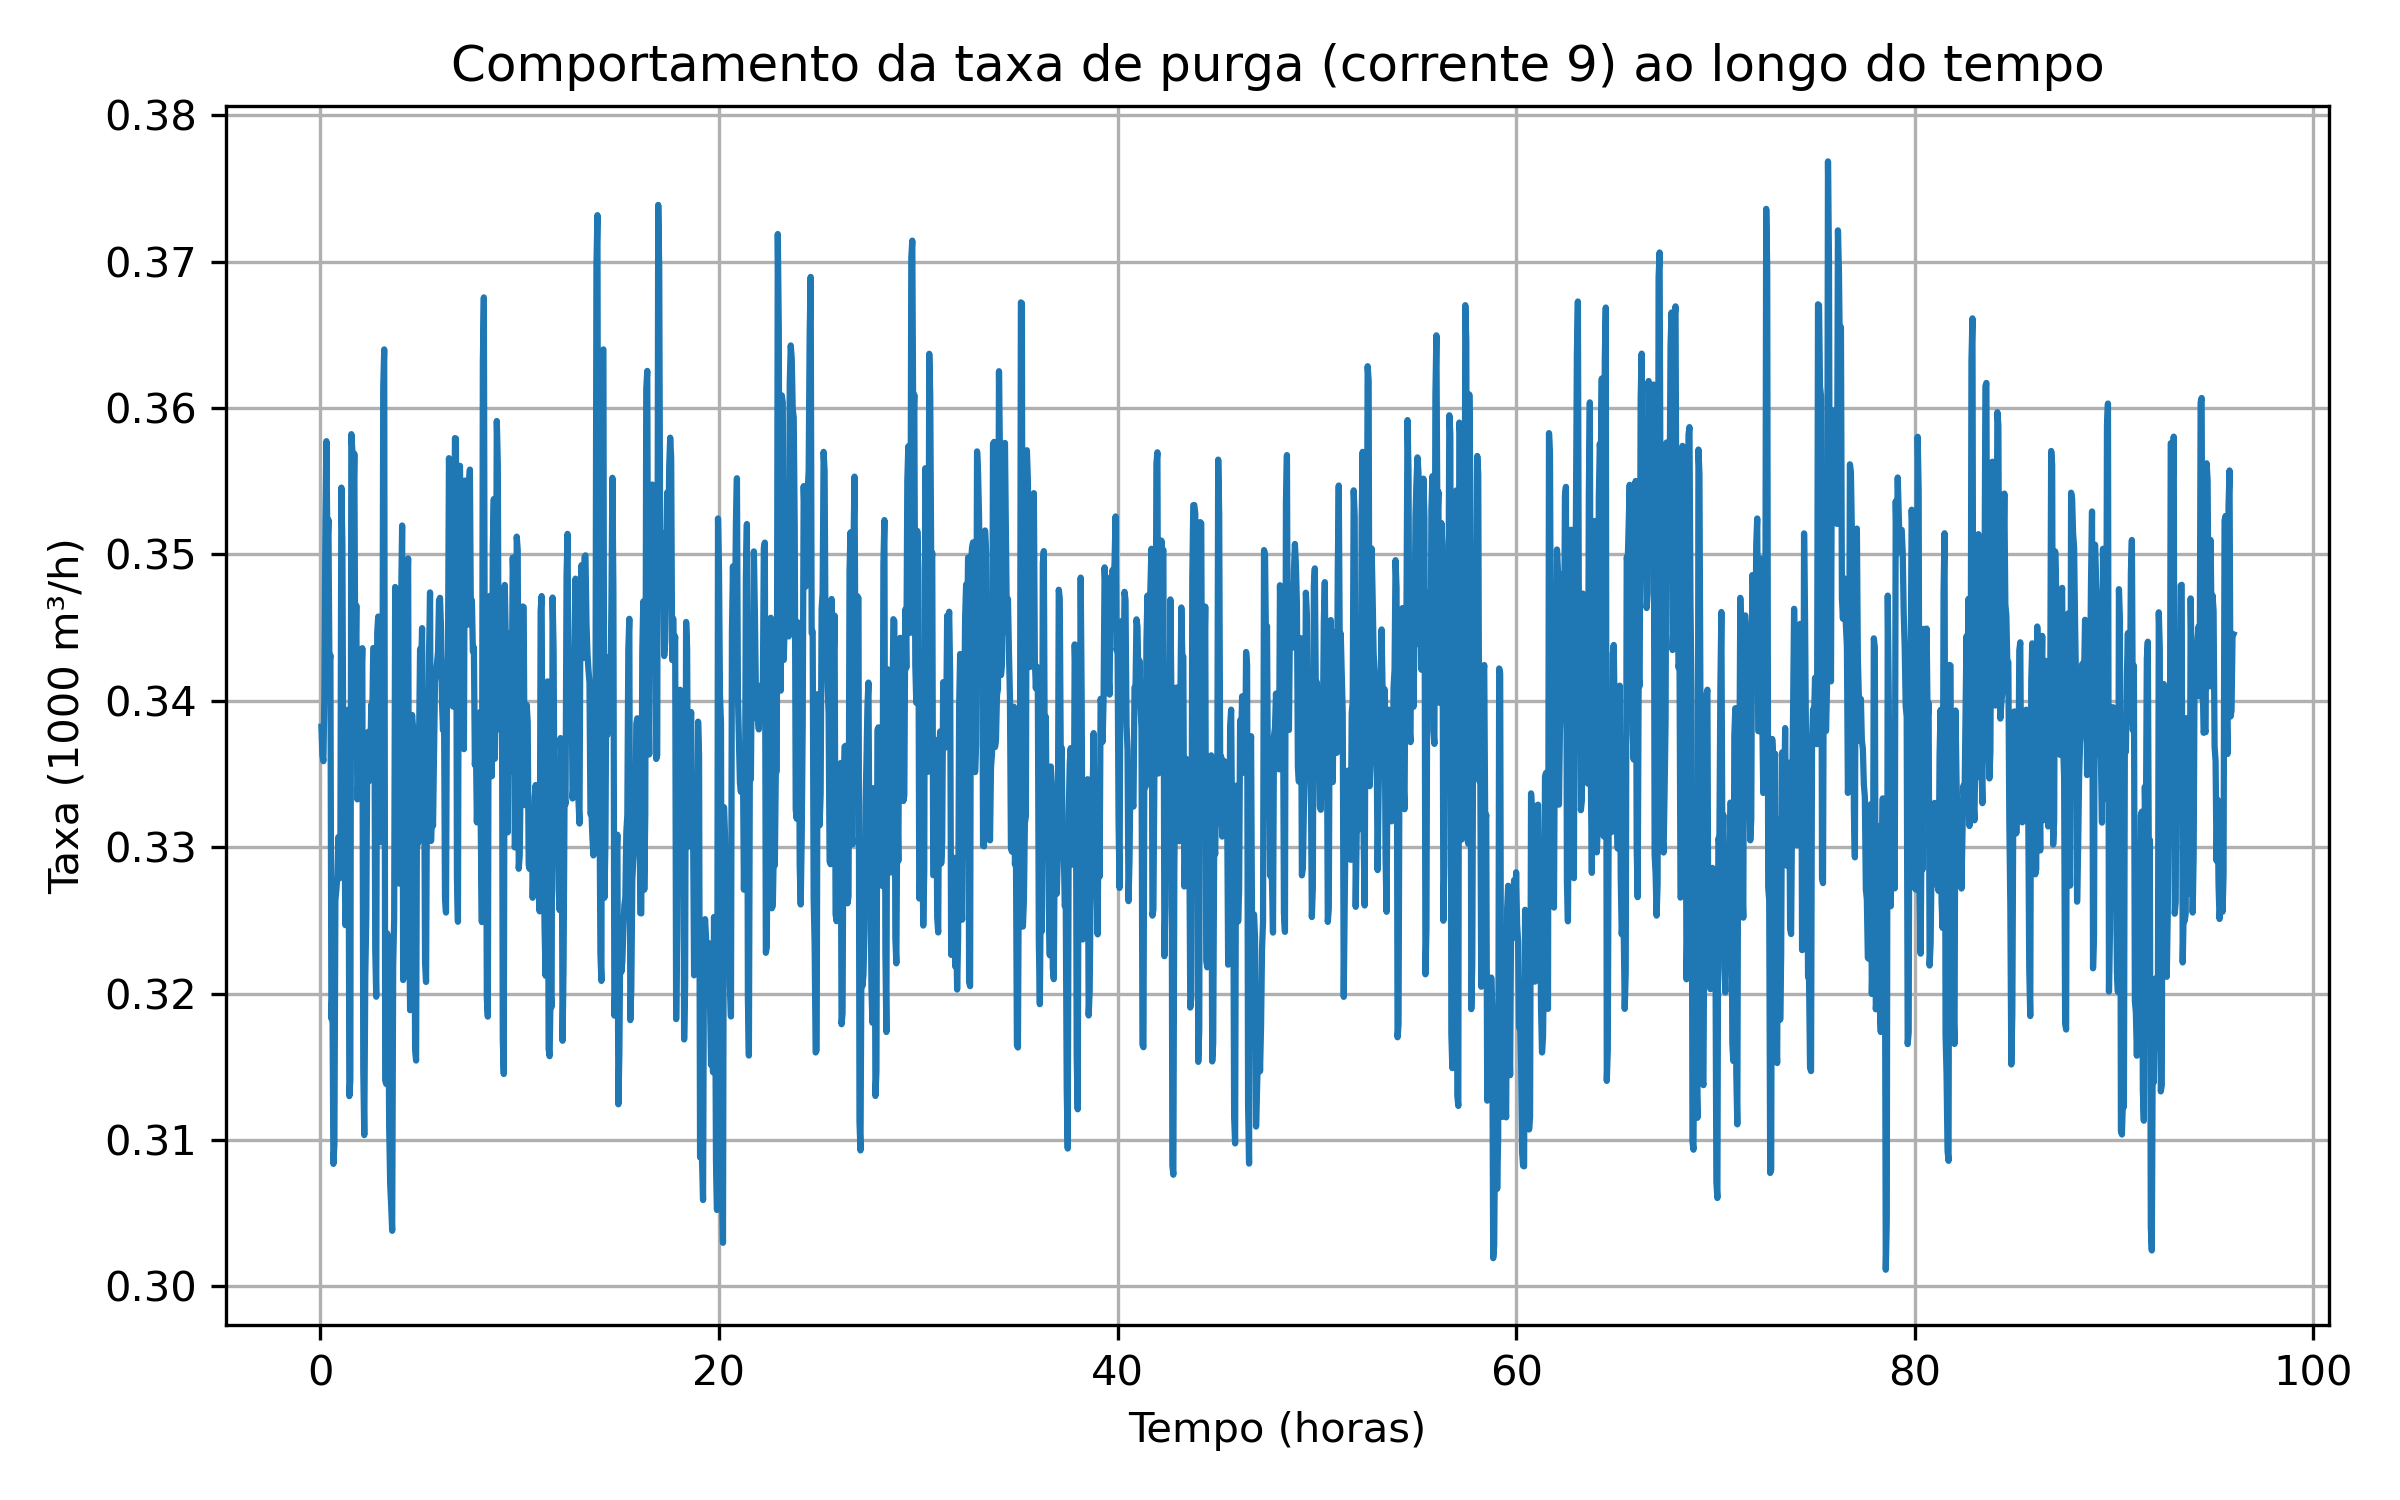 Comportamento da taxa de purga (corrente 9) ao longo do tempo
0.38
0.37
0.36
0.35
0.34
0.33
0.32
0.31
0.30
Taxa (1000 m³/h)
0 20 40 60 80 100
Tempo (horas)